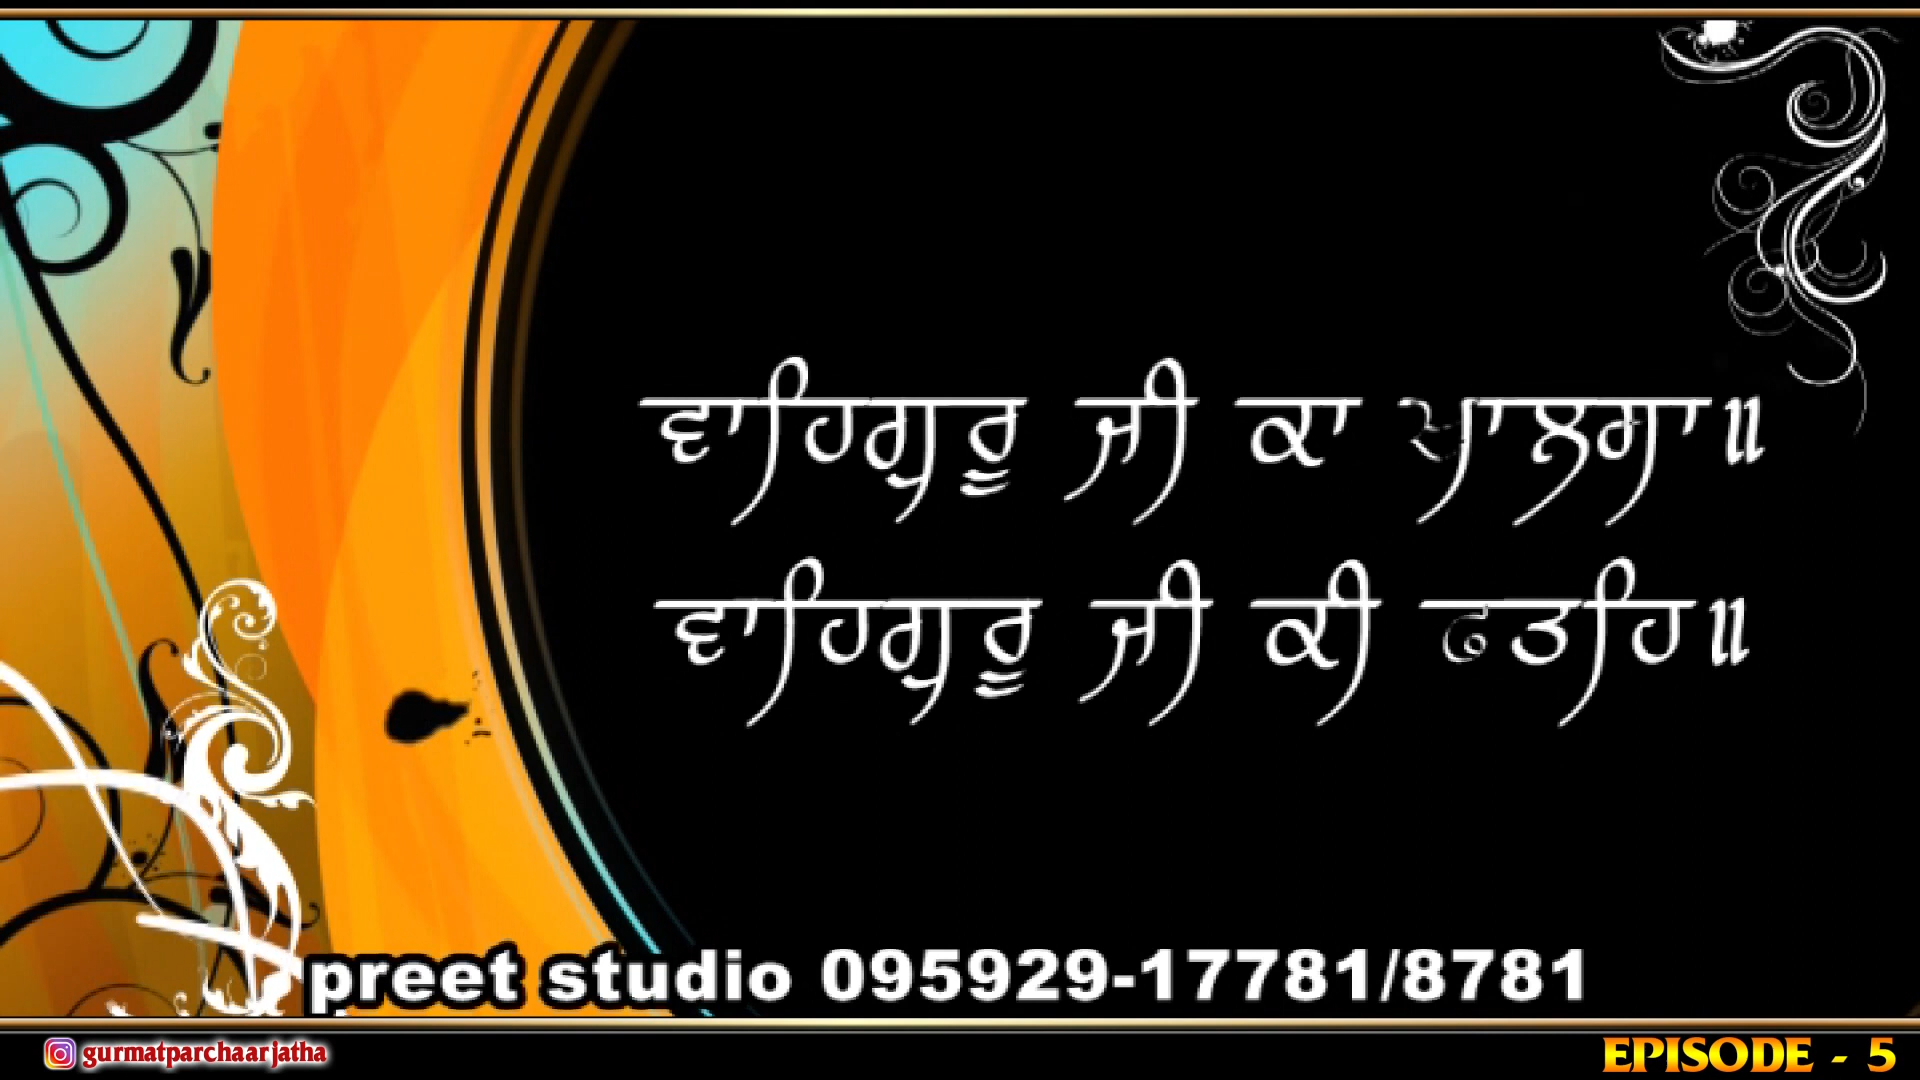 ਵਾਹਿਗੁਰੂ ਜੀ ਕਾ ਖਾਲਸਾ॥
ਵਾਹਿਗੁਰੂ ਜੀ ਕੀ ਫਤਹਿ॥
preet studio 095929-17781/8781
gurmatparchaarjatha
EPISODE - 5